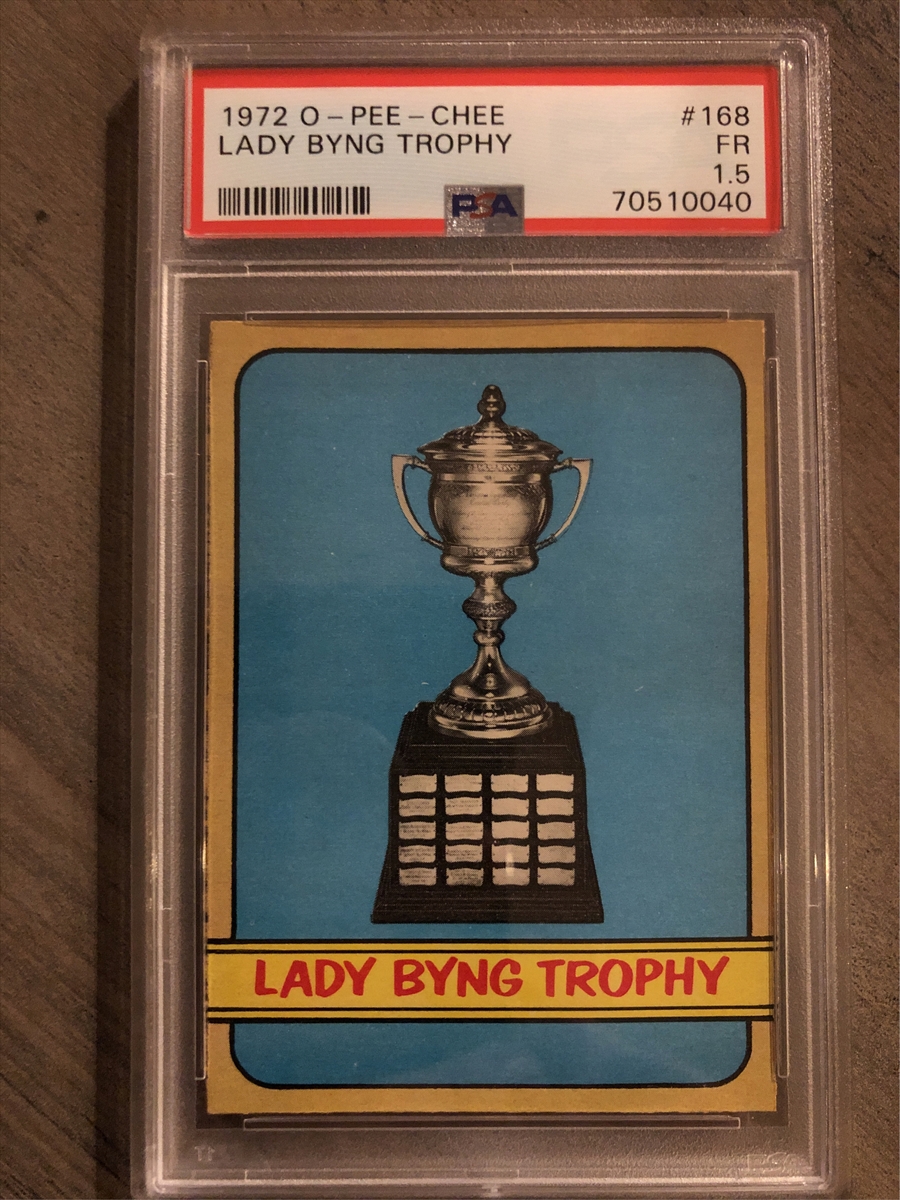 1972 O-PEE-CHEE #168
LADY BYNG TROPHY FR
1.5
70510040
PSA
LADY BYNG TROPHY